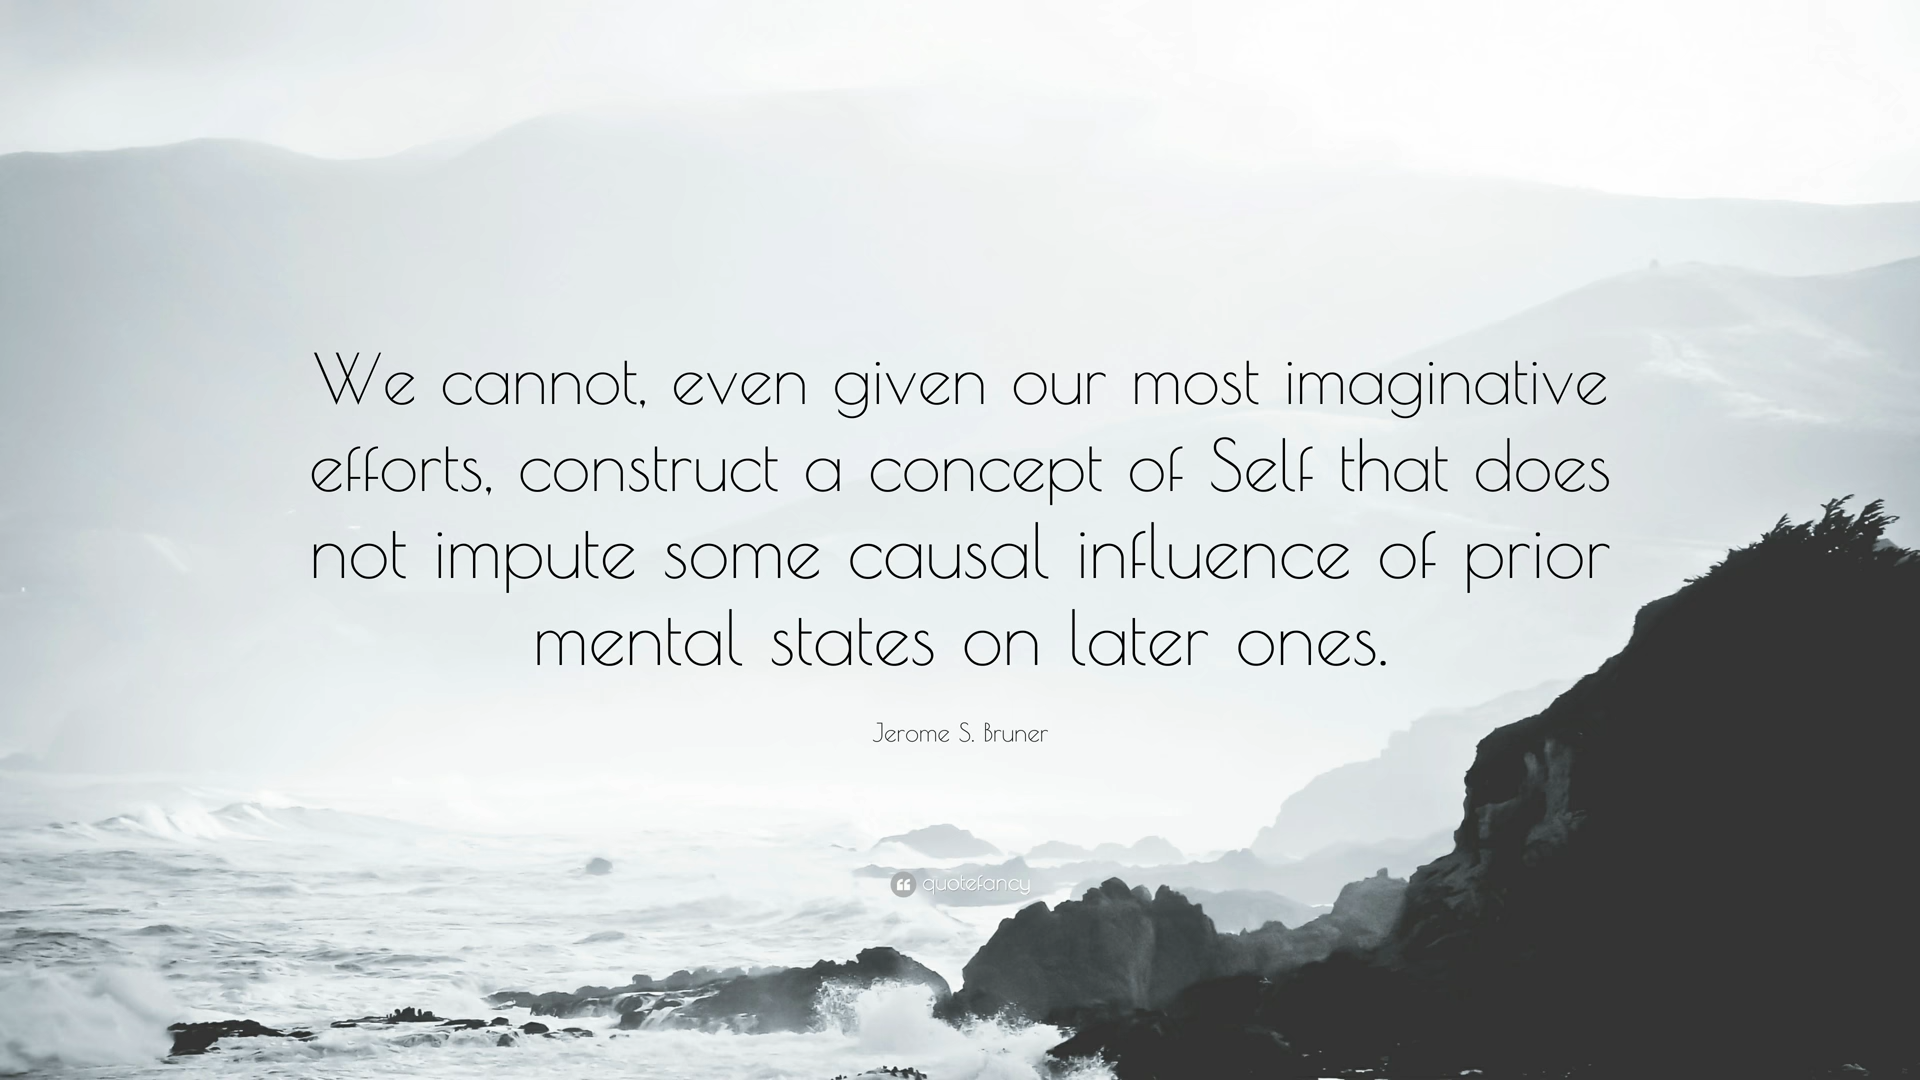 We cannot, even given our most imaginative
efforts, construct a concept of Self that does
not impute some causal influence of prior
mental states on later ones.
Jerome S. Bruner
quotefancy